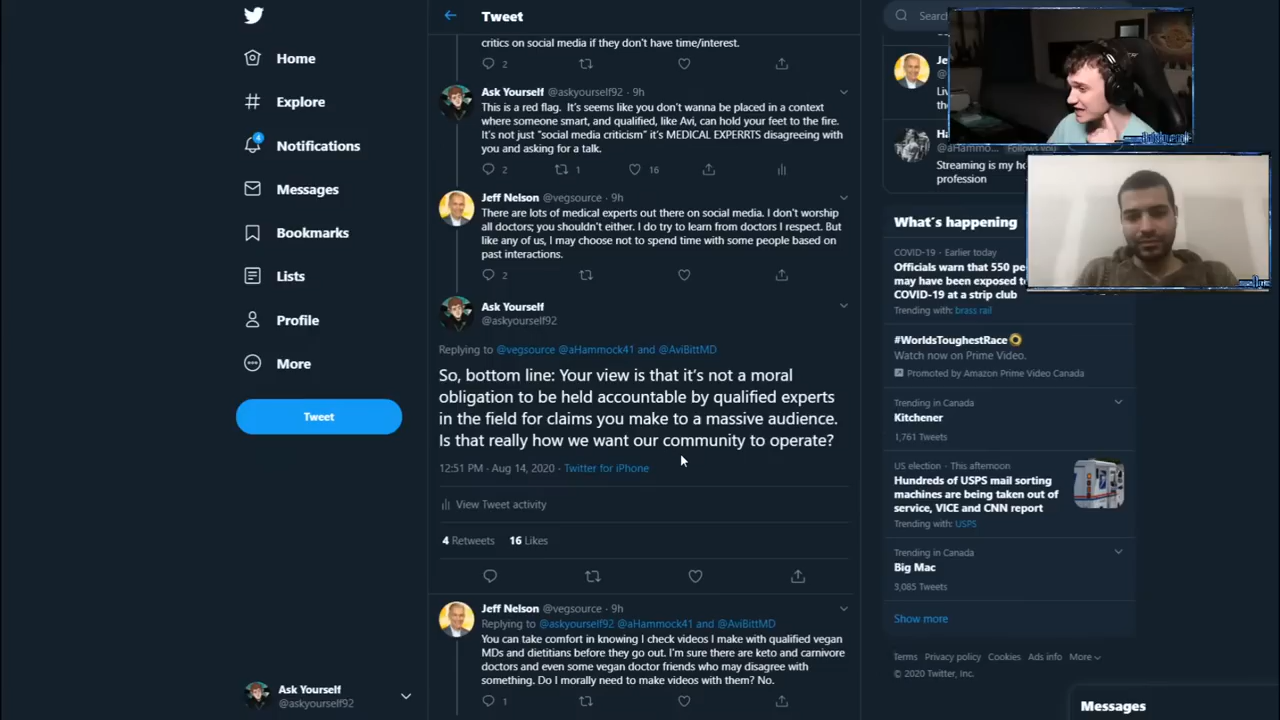 Home
Explore
4
Notifications
Messages
Bookmarks
Lists
Profile
More
Tweet
Ask Yourself
@askyourself92
Tweet
critics on social media if they don't have time/interest.
2
Ask Yourself @askyourself92 · 9h
This is a red flag. It's seems like you don't wanna be placed in a context
where someone smart, and qualified, like Avi, can hold your feet to the fire.
It's not just "social media criticism" it's MEDICAL EXPERRTS disagreeing with
you and asking for a talk.
2 1 16
Jeff Nelson @vegsource · 9h
There are lots of medical experts out there on social media. I don't worship
all doctors; you shouldn't either. I do try to learn from doctors I respect. But
like any of us, I may choose not to spend time with some people based on
past interactions.
2
Ask Yourself
@askyourself92
Replying to @vegsource @aHammock41 and @AviBittMD
So, bottom line: Your view is that it's not a moral
obligation to be held accountable by qualified experts
in the field for claims you make to a massive audience.
Is that really how we want our community to operate?
12:51 PM · Aug 14, 2020 · Twitter for iPhone
View Tweet activity
4 Retweets 16 Likes
Jeff Nelson @vegsource · 9h
Replying to @askyourself92 @aHammock41 and @AviBittMD
You can take comfort in knowing I check videos I make with qualified vegan
MDs and dietitians before they go out. I'm sure there are keto and carnivore
doctors and even some vegan doctor friends who may disagree with
something. Do I morally need to make videos with them? No.
1
Search
Je
@
Liv
the
Ha
@aHammo... Follows you
Streaming is my ho
profession
What's happening
COVID-19 · Earlier today
Officials warn that 550 pe
may have been exposed to
COVID-19 at a strip club
Trending with: brass rail
#WorldsToughestRace
Watch now on Prime Video.
Promoted by Amazon Prime Video Canada
Trending in Canada
Kitchener
1,761 Tweets
US election · This afternoon
Hundreds of USPS mail sorting
machines are being taken out of
service, VICE and CNN report
Trending with: USPS
Trending in Canada
Big Mac
3,085 Tweets
Show more
Terms Privacy policy Cookies Ads info More
© 2020 Twitter, Inc.
Messages